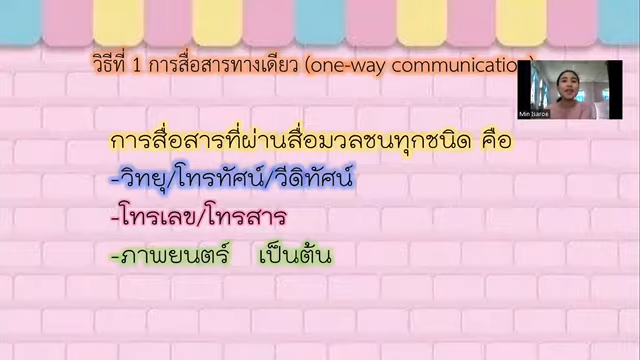 วิธีที่ 1 การสื่อสารทางเดียว (one-way communication)
Min Isaroe
การสื่อสารที่ผ่านสื่อมวลชนทุกชนิด คือ
-วิทยุ/โทรทัศน์/วีดิทัศน์
-โทรเลข/โทรสาร
-ภาพยนตร์ เป็นต้น